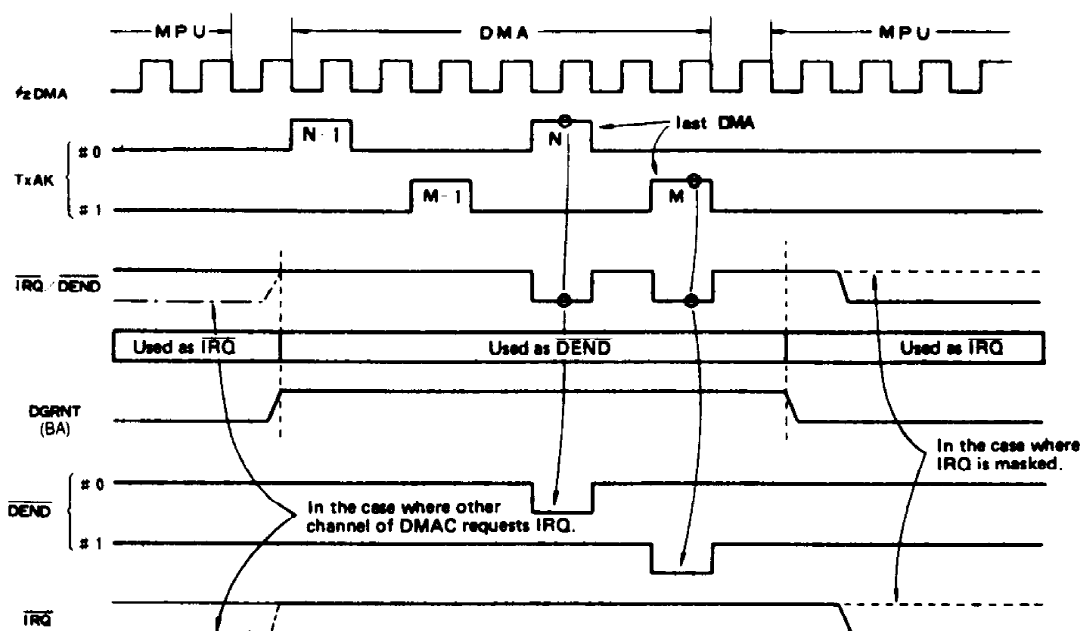 MPU DMA MPU
φ2 DMA
last DMA
N-1 N
# 0
TxAK
M-1 M
# 1
IRQ/DEND
Used as IRQ Used as DEND Used as IRQ
DGRNT
(BA)
In the case where
IRQ is masked.
# 0
DEND
In the case where other
channel of DMAC requests IRQ.
# 1
IRQ